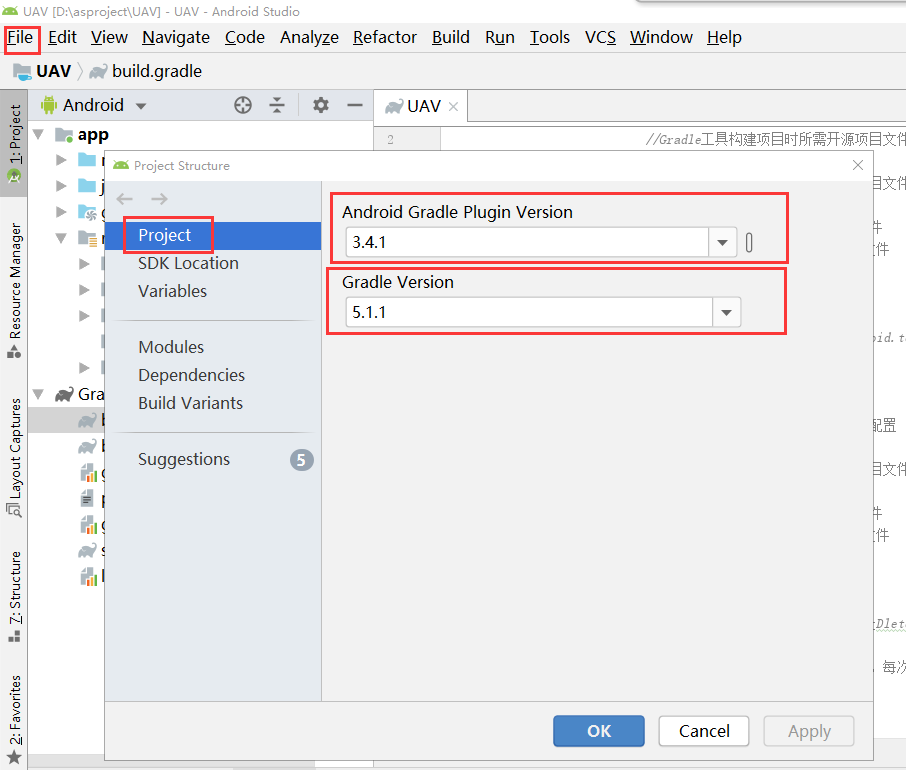 UAV [D:\asproject\UAV] - UAV - Android Studio
File Edit View Navigate Code Analyze Refactor Build Run Tools VCS Window Help
UAV build.gradle
1: Project
Resource Manager
Layout Captures
7: Structure
2: Favorites
Android
app
Gra
UAV
2
//Gradle工具构建项目时所需开源项目文件
目文件
件
文件
oid.t
配置
目文件
件
文件
Dlet
每次
Project Structure
Project
SDK Location
Variables
Modules
Dependencies
Build Variants
Suggestions 5
Android Gradle Plugin Version
3.4.1
Gradle Version
5.1.1
OK Cancel Apply